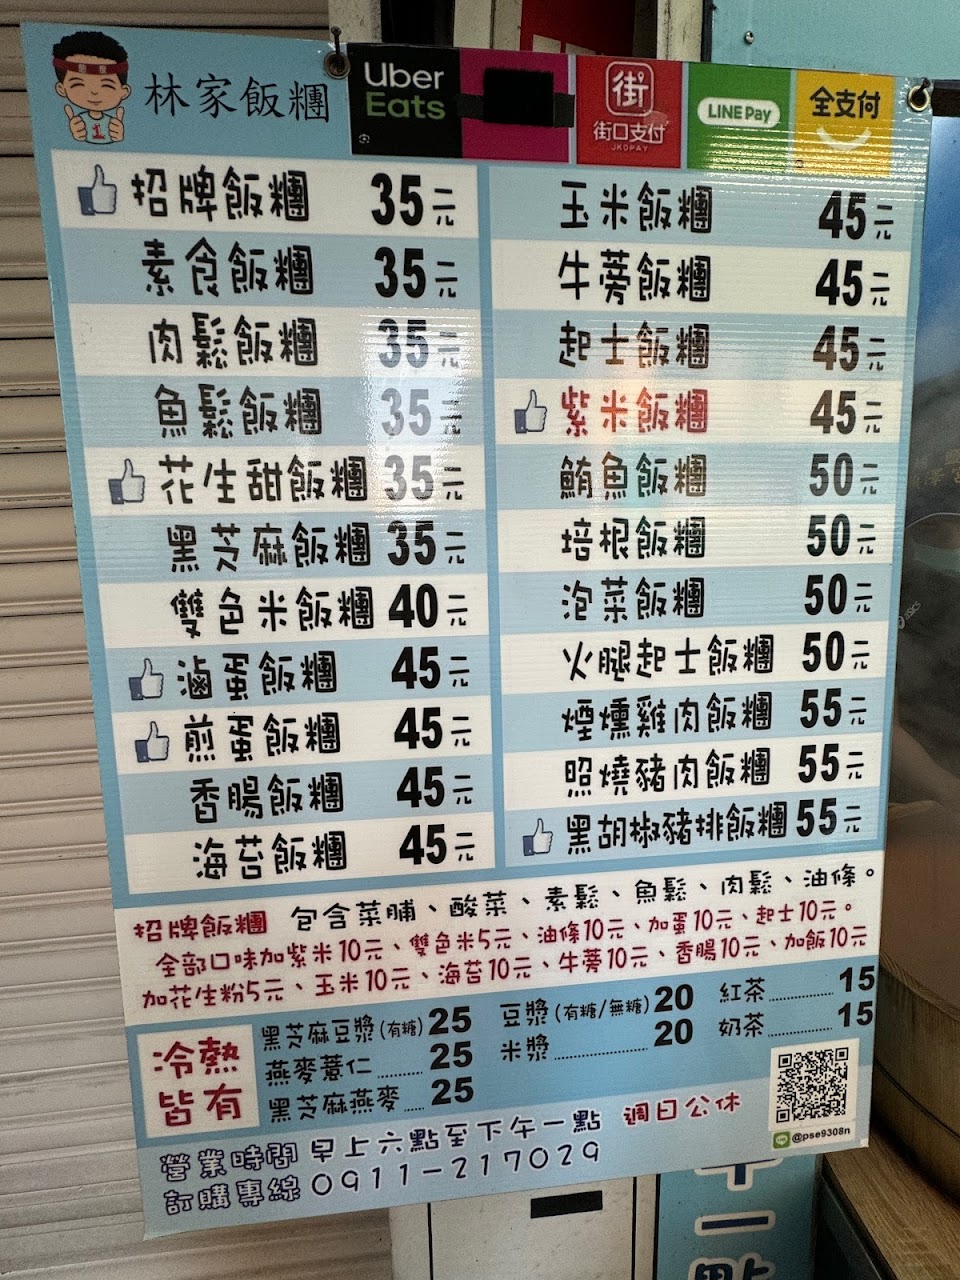 林家飯糰
Uber Eats
街口支付
JKOPAY
LINE Pay
全支付
招牌飯糰 35元
素食飯糰 35元
肉鬆飯糰 35元
魚鬆飯糰 35元
花生甜飯糰 35元
黑芝麻飯糰 35元
雙色米飯糰 40元
滷蛋飯糰 45元
煎蛋飯糰 45元
香腸飯糰 45元
海苔飯糰 45元
玉米飯糰 45元
牛蒡飯糰 45元
起士飯糰 45元
紫米飯糰 45元
鮪魚飯糰 50元
培根飯糰 50元
泡菜飯糰 50元
火腿起士飯糰 50元
煙燻雞肉飯糰 55元
照燒豬肉飯糰 55元
黑胡椒豬排飯糰 55元
招牌飯糰 包含菜脯、酸菜、素鬆、魚鬆、肉鬆、油條。
全部口味加紫米10元、雙色米5元、油條10元、加蛋10元、起士10元。
加花生粉5元、玉米10元、海苔10元、牛蒡10元、香腸10元、加飯10元
冷熱
皆有
黑芝麻豆漿(有糖) 25
燕麥薏仁........ 25
黑芝麻燕麥.... 25
豆漿(有糖/無糖) 20
米漿........................ 20
紅茶.............. 15
奶茶.............. 15
營業時間 早上六點至下午一點 週日公休
訂購專線 0911-217029
@pse9308n